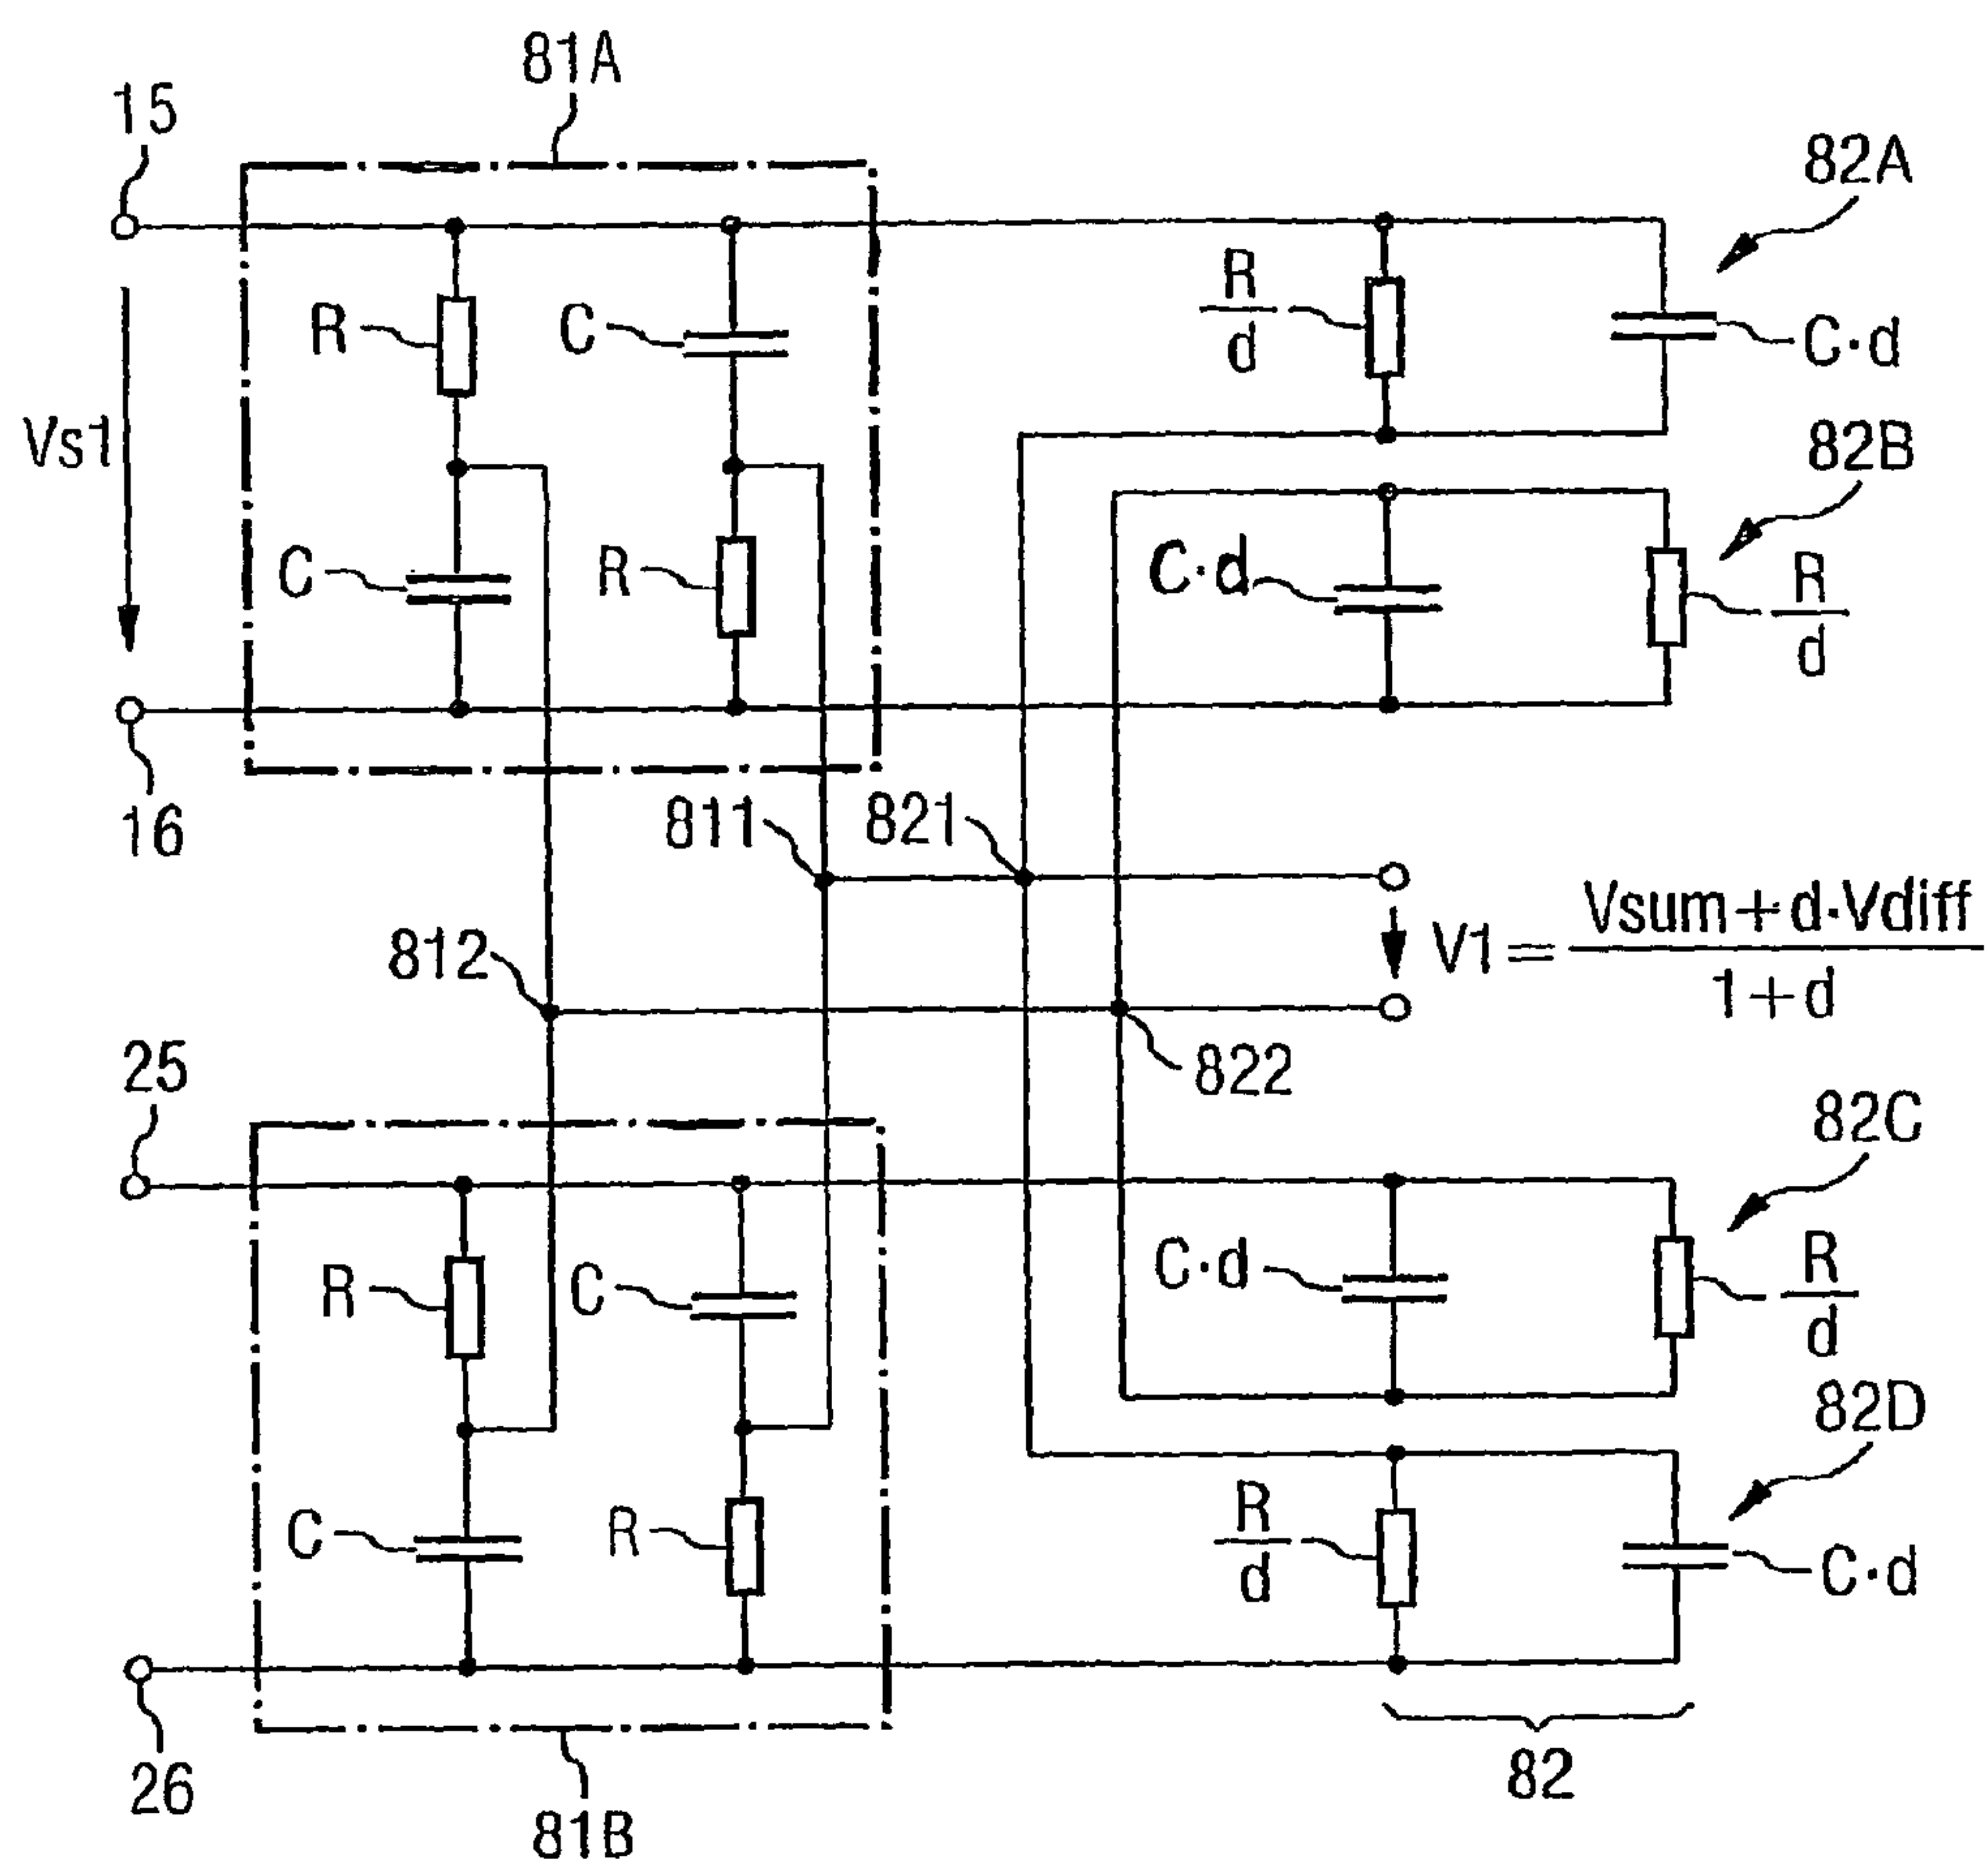 81A
15
82A
R
C
R
d
C·d
Vs1
82B
C
R
C·d
R
d
16
811
821
V1 = Vsum + d·Vdiff
1 + d
812
822
25
82C
R
C
C·d
R
d
82D
C
R
R
d
C·d
26
81B
82